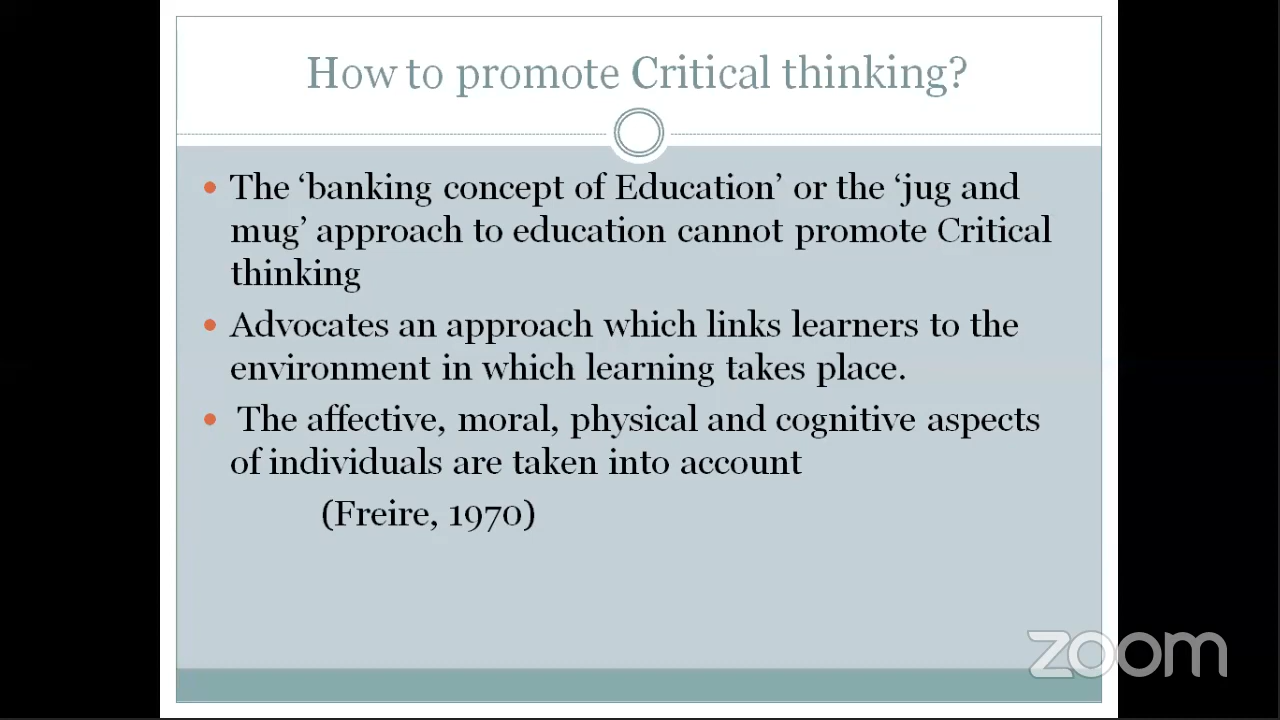 How to promote Critical thinking?
The ‘banking concept of Education’ or the ‘jug and
mug’ approach to education cannot promote Critical
thinking
Advocates an approach which links learners to the
environment in which learning takes place.
The affective, moral, physical and cognitive aspects
of individuals are taken into account
(Freire, 1970)
zoom